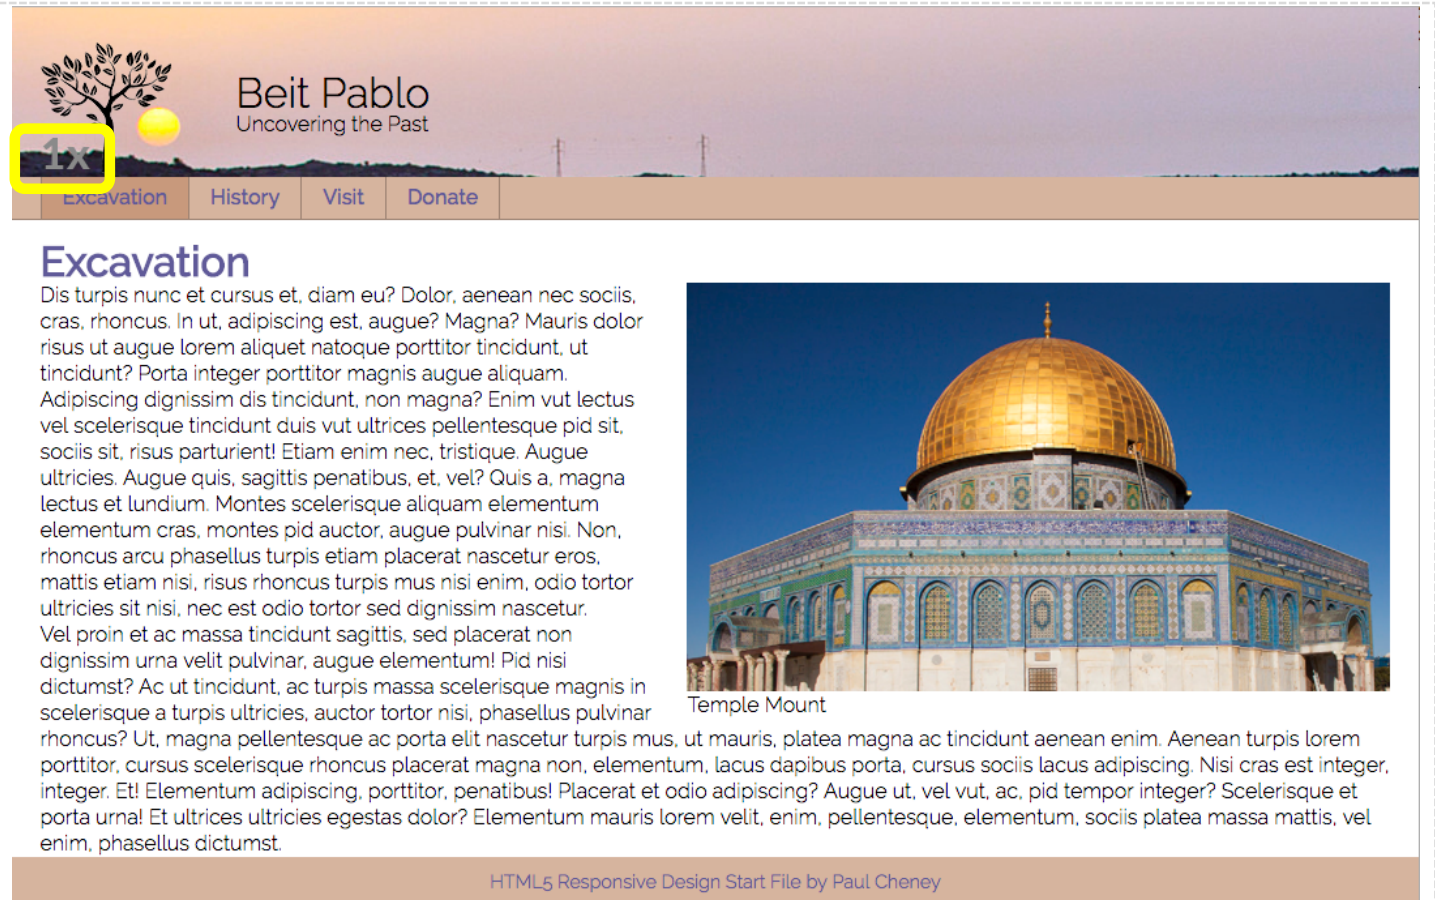 Beit Pablo
Uncovering the Past
1x
Excavation History Visit Donate
Excavation
Dis turpis nunc et cursus et, diam eu? Dolor, aenean nec sociis,
cras, rhoncus. In ut, adipiscing est, augue? Magna? Mauris dolor
risus ut augue lorem aliquet natoque porttitor tincidunt, ut
tincidunt? Porta integer porttitor magnis augue aliquam.
Adipiscing dignissim dis tincidunt, non magna? Enim vut lectus
vel scelerisque tincidunt duis vut ultrices pellentesque pid sit,
sociis sit, risus parturient! Etiam enim nec, tristique. Augue
ultricies. Augue quis, sagittis penatibus, et, vel? Quis a, magna
lectus et lundium. Montes scelerisque aliquam elementum
elementum cras, montes pid auctor, augue pulvinar nisi. Non,
rhoncus arcu phasellus turpis etiam placerat nascetur eros,
mattis etiam nisi, risus rhoncus turpis mus nisi enim, odio tortor
ultricies sit nisi, nec est odio tortor sed dignissim nascetur.
Vel proin et ac massa tincidunt sagittis, sed placerat non
dignissim urna velit pulvinar, augue elementum! Pid nisi
dictumst? Ac ut tincidunt, ac turpis massa scelerisque magnis in
scelerisque a turpis ultricies, auctor tortor nisi, phasellus pulvinar
Temple Mount
rhoncus? Ut, magna pellentesque ac porta elit nascetur turpis mus, ut mauris, platea magna ac tincidunt aenean enim. Aenean turpis lorem
porttitor, cursus scelerisque rhoncus placerat magna non, elementum, lacus dapibus porta, cursus sociis lacus adipiscing. Nisi cras est integer,
integer. Et! Elementum adipiscing, porttitor, penatibus! Placerat et odio adipiscing? Augue ut, vel vut, ac, pid tempor integer? Scelerisque et
porta urna! Et ultrices ultricies egestas dolor? Elementum mauris lorem velit, enim, pellentesque, elementum, sociis platea massa mattis, vel
enim, phasellus dictumst.
HTML5 Responsive Design Start File by Paul Cheney